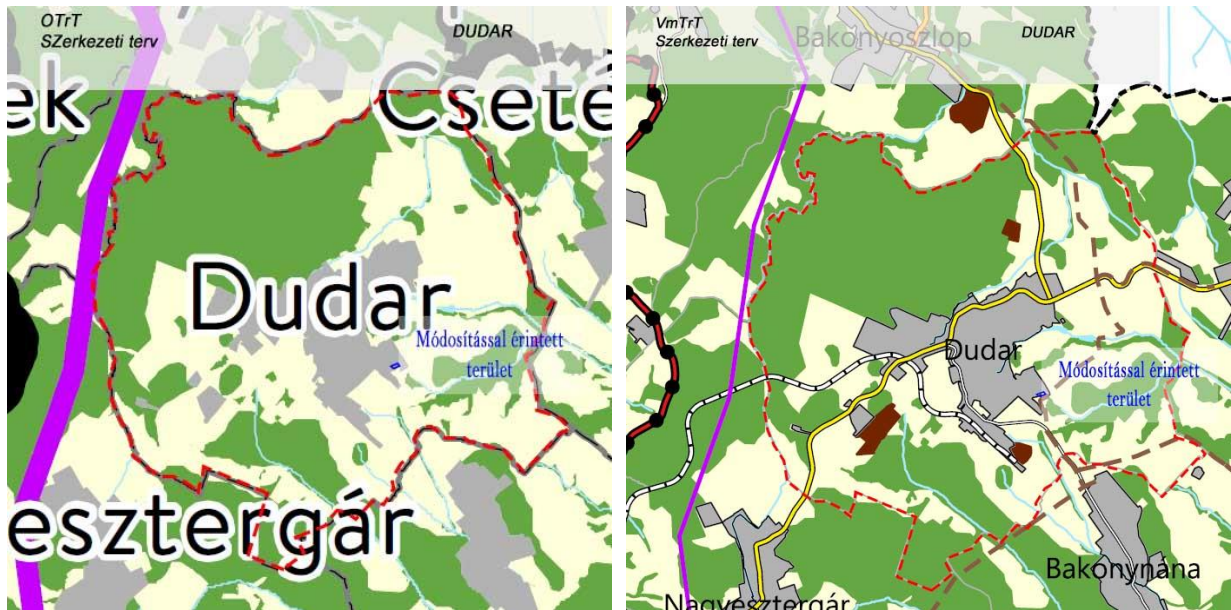 OTrT
SZerkezeti terv
DUDAR
ek
Cseté
Dudar
Módosítással érintett
terület
esztergár
VmTrT
SZerkezeti terv
DUDAR
Bakonyoszlop
Dudar
Módosítással érintett
terület
Bakonynána
Nagyesztergár